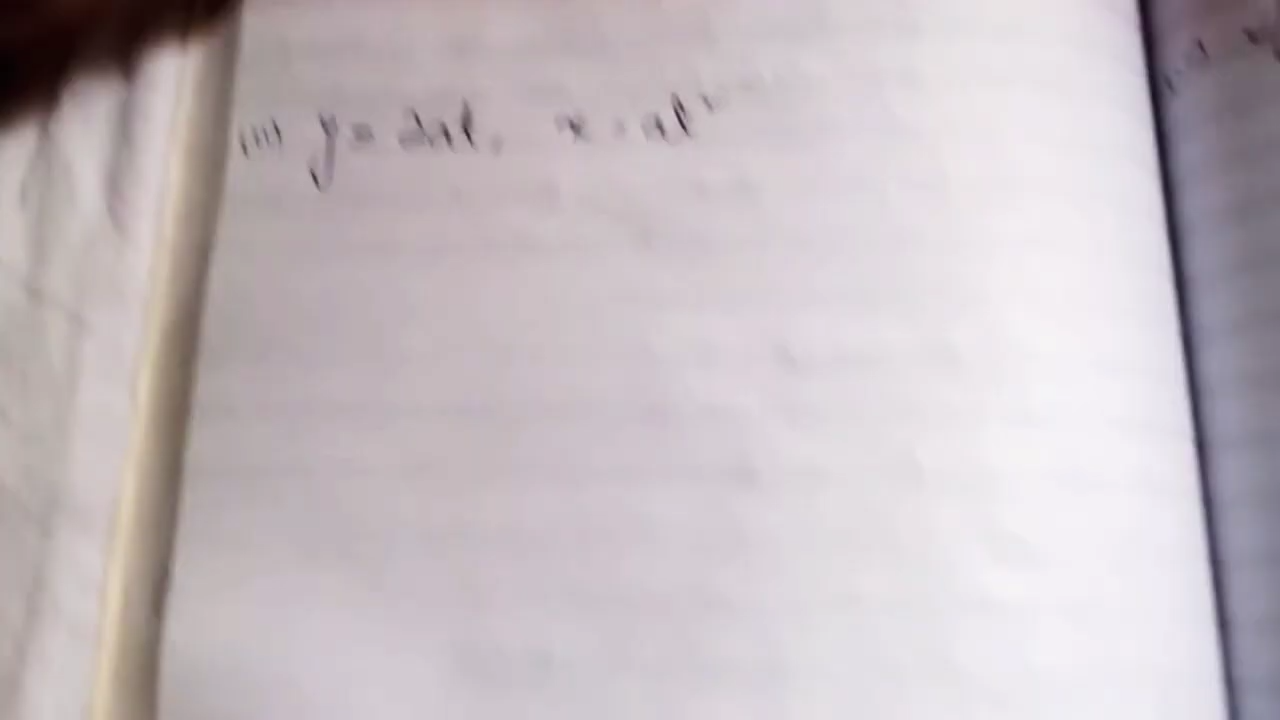 (iii) y = 2at, x = at²